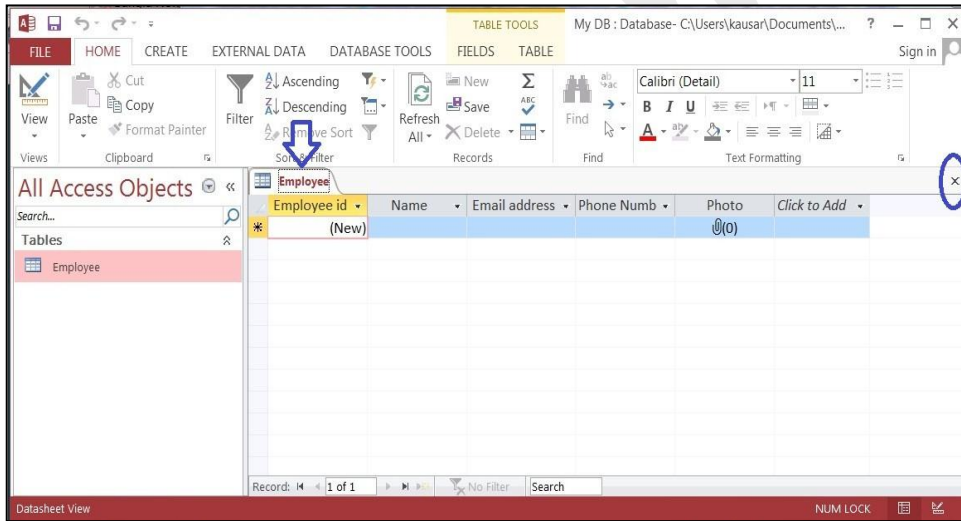 TABLE TOOLS My DB : Database- C:\Users\kausar\Documents\... ?
FILE HOME CREATE EXTERNAL DATA DATABASE TOOLS FIELDS TABLE Sign in
View
Paste
Cut
Copy
Format Painter
Filter
Ascending
Descending
Remove Sort
Refresh All
New
Save
Delete
Find
Calibri (Detail) 11
B I U
A
Views Clipboard Sort & Filter Records Find Text Formatting
All Access Objects «
Search...
Tables
Employee
Employee
Employee id Name Email address Phone Numb Photo Click to Add
(New) (0)
Record: 1 of 1 No Filter Search
Datasheet View NUM LOCK